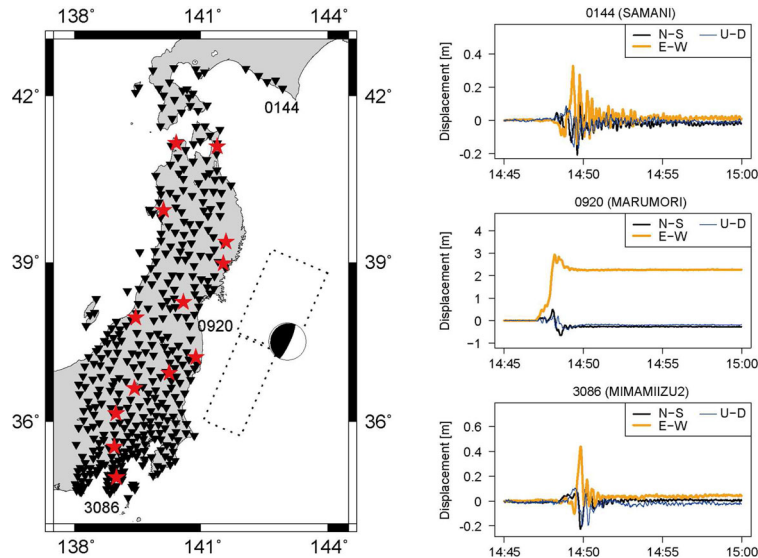 138° 141° 144°
42°
39°
36°
0144
0920
3086
138° 141° 144°
0144 (SAMANI)
Displacement [m]
N-S U-D
E-W
0.4
0.2
0
-0.2
14:45 14:50 14:55 15:00
0920 (MARUMORI)
Displacement [m]
N-S U-D
E-W
4
3
2
1
0
-1
14:45 14:50 14:55 15:00
3086 (MIMAMIIZU2)
Displacement [m]
N-S U-D
E-W
0.6
0.4
0.2
0
-0.2
14:45 14:50 14:55 15:00